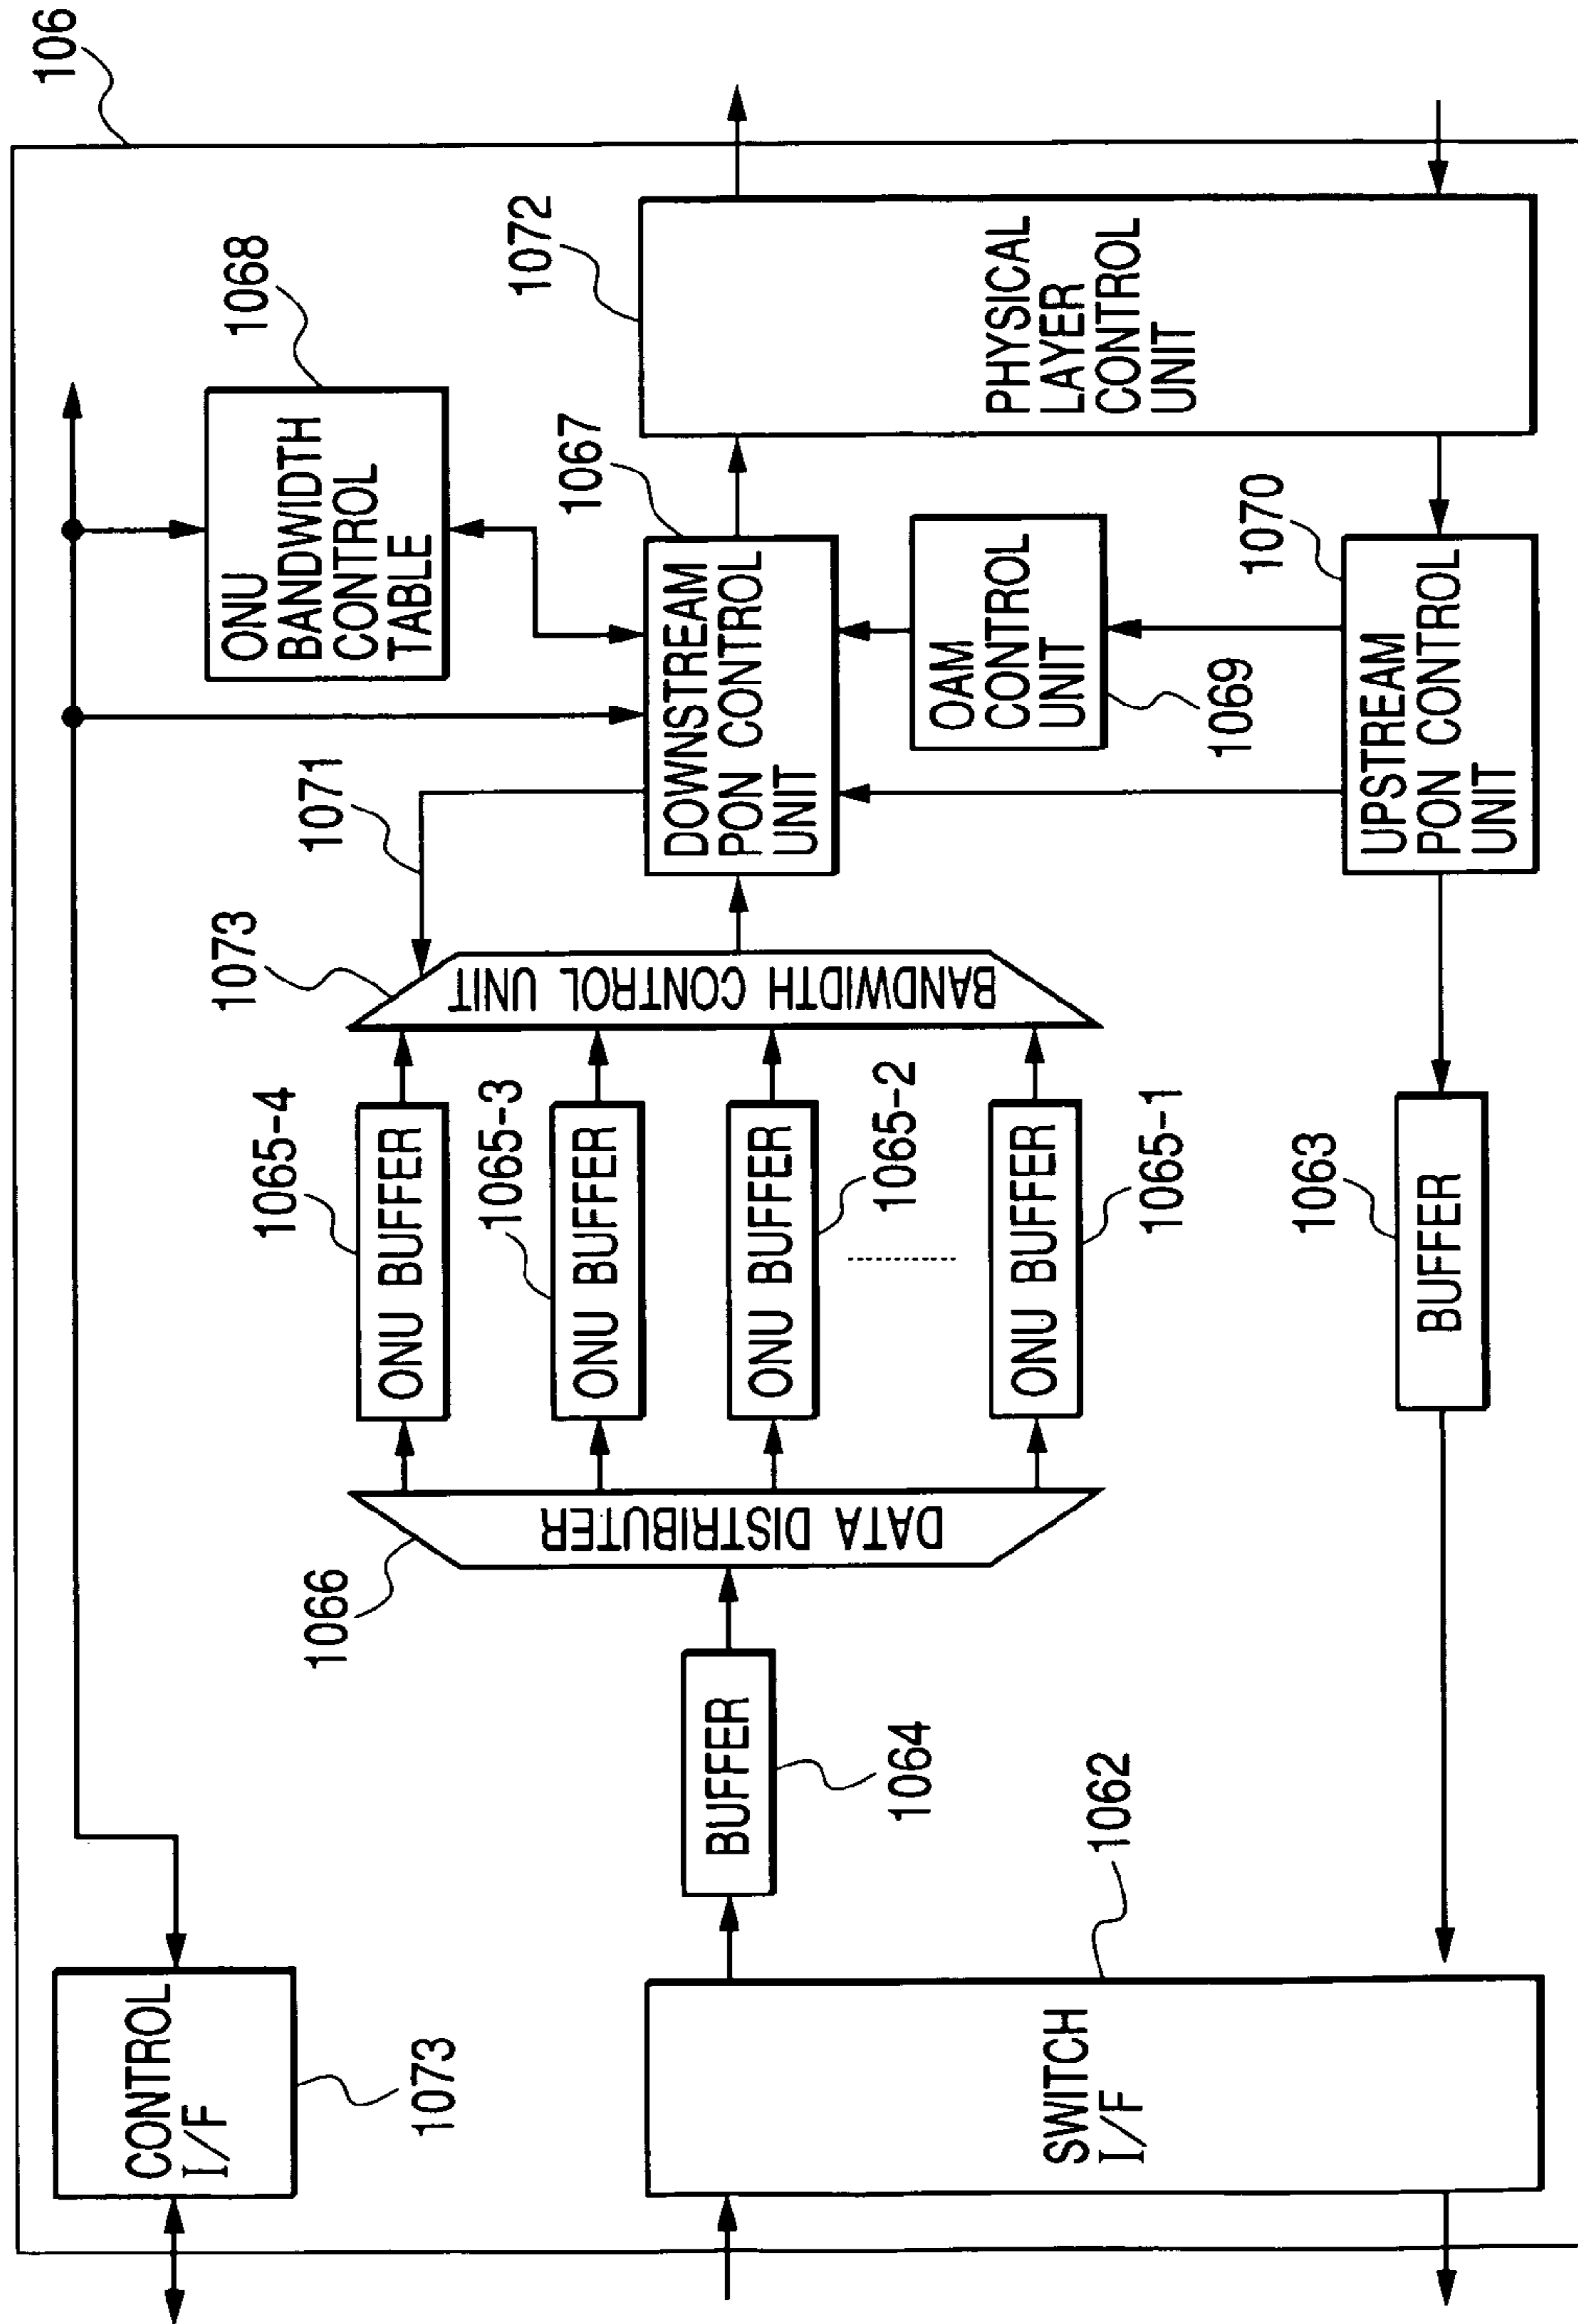 106
CONTROL
I/F
1073
1068
ONU
BANDWIDTH
CONTROL
TABLE
1071
1073
1067
1072
1065-4
ONU BUFFER
1065-3
ONU BUFFER
1066
DATA DISTRIBUTER
BANDWIDTH CONTROL UNIT
DOWNSTREAM
PON CONTROL
UNIT
BUFFER
1064
ONU BUFFER
1065-2
ONU BUFFER
1065-1
OAM
CONTROL
UNIT
1069
PHYSICAL
LAYER
CONTROL
UNIT
SWITCH
I/F
1062
1063
BUFFER
1070
UPSTREAM
PON CONTROL
UNIT